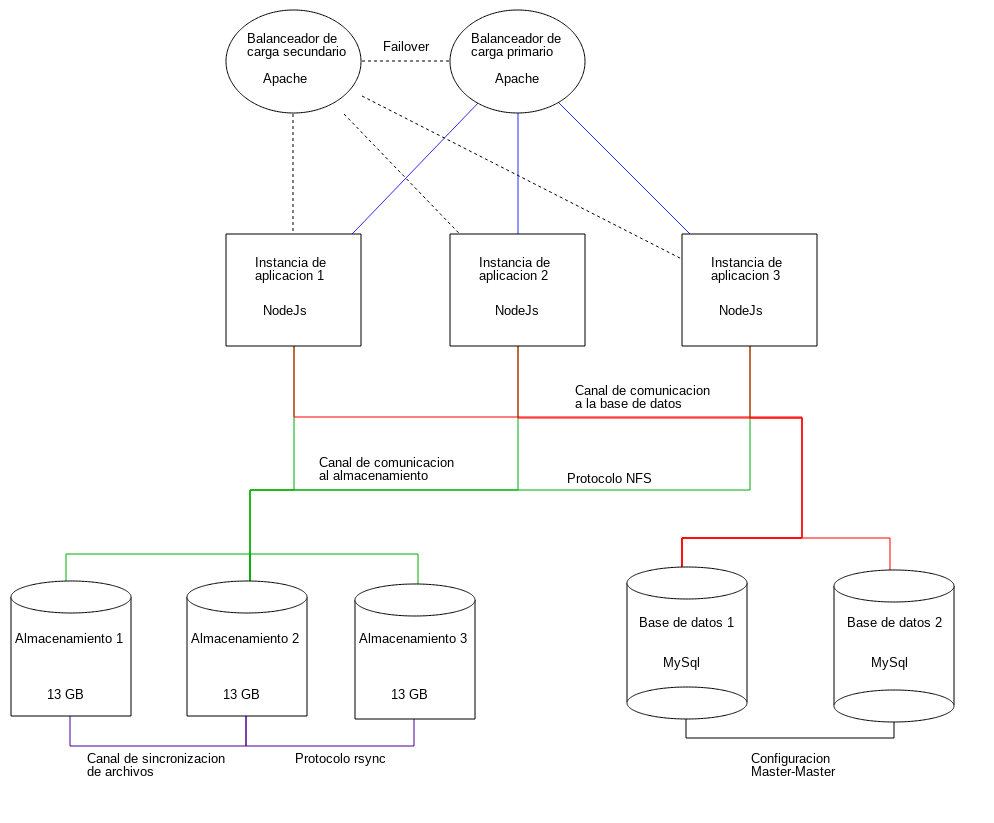 Balanceador de
carga secundario
Apache
Failover
Balanceador de
carga primario
Apache
Instancia de
aplicacion 1
NodeJs
Instancia de
aplicacion 2
NodeJs
Instancia de
aplicacion 3
NodeJs
Canal de comunicacion
a la base de datos
Canal de comunicacion
al almacenamiento
Protocolo NFS
Almacenamiento 1
13 GB
Almacenamiento 2
13 GB
Almacenamiento 3
13 GB
Base de datos 1
MySql
Base de datos 2
MySql
Canal de sincronizacion
de archivos
Protocolo rsync
Configuracion
Master-Master